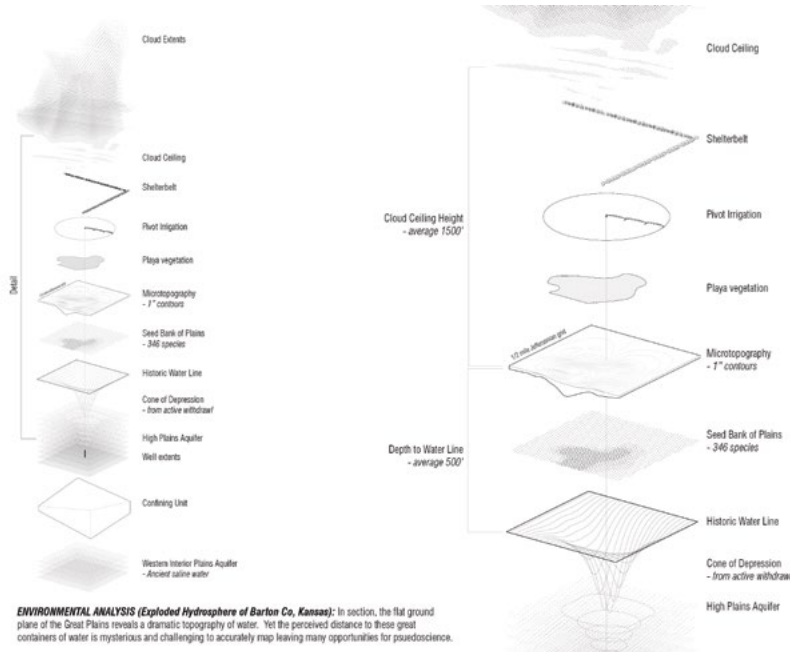 Cloud Extents
Cloud Ceiling
Shelterbelt
Pivot Irrigation
Playa vegetation
Detail
Microtopography
- 1" contours
Seed Bank of Plains
- 346 species
Historic Water Line
Cone of Depression
- from active withdrawl
High Plains Aquifer
Well extents
Confining Unit
Western Interior Plains Aquifer
- Ancient saline water
Cloud Ceiling
Shelterbelt
Cloud Ceiling Height
- average 1500'
Pivot Irrigation
Playa vegetation
1/2 mile Jeffersonian grid
Microtopography
- 1" contours
Depth to Water Line
- average 500'
Seed Bank of Plains
- 346 species
Historic Water Line
Cone of Depression
- from active withdraw
High Plains Aquifer
ENVIRONMENTAL ANALYSIS (Exploded Hydrosphere of Barton Co, Kansas): In section, the flat ground
plane of the Great Plains reveals a dramatic topography of water. Yet the perceived distance to these great
containers of water is mysterious and challenging to accurately map leaving many opportunities for psuedoscience.